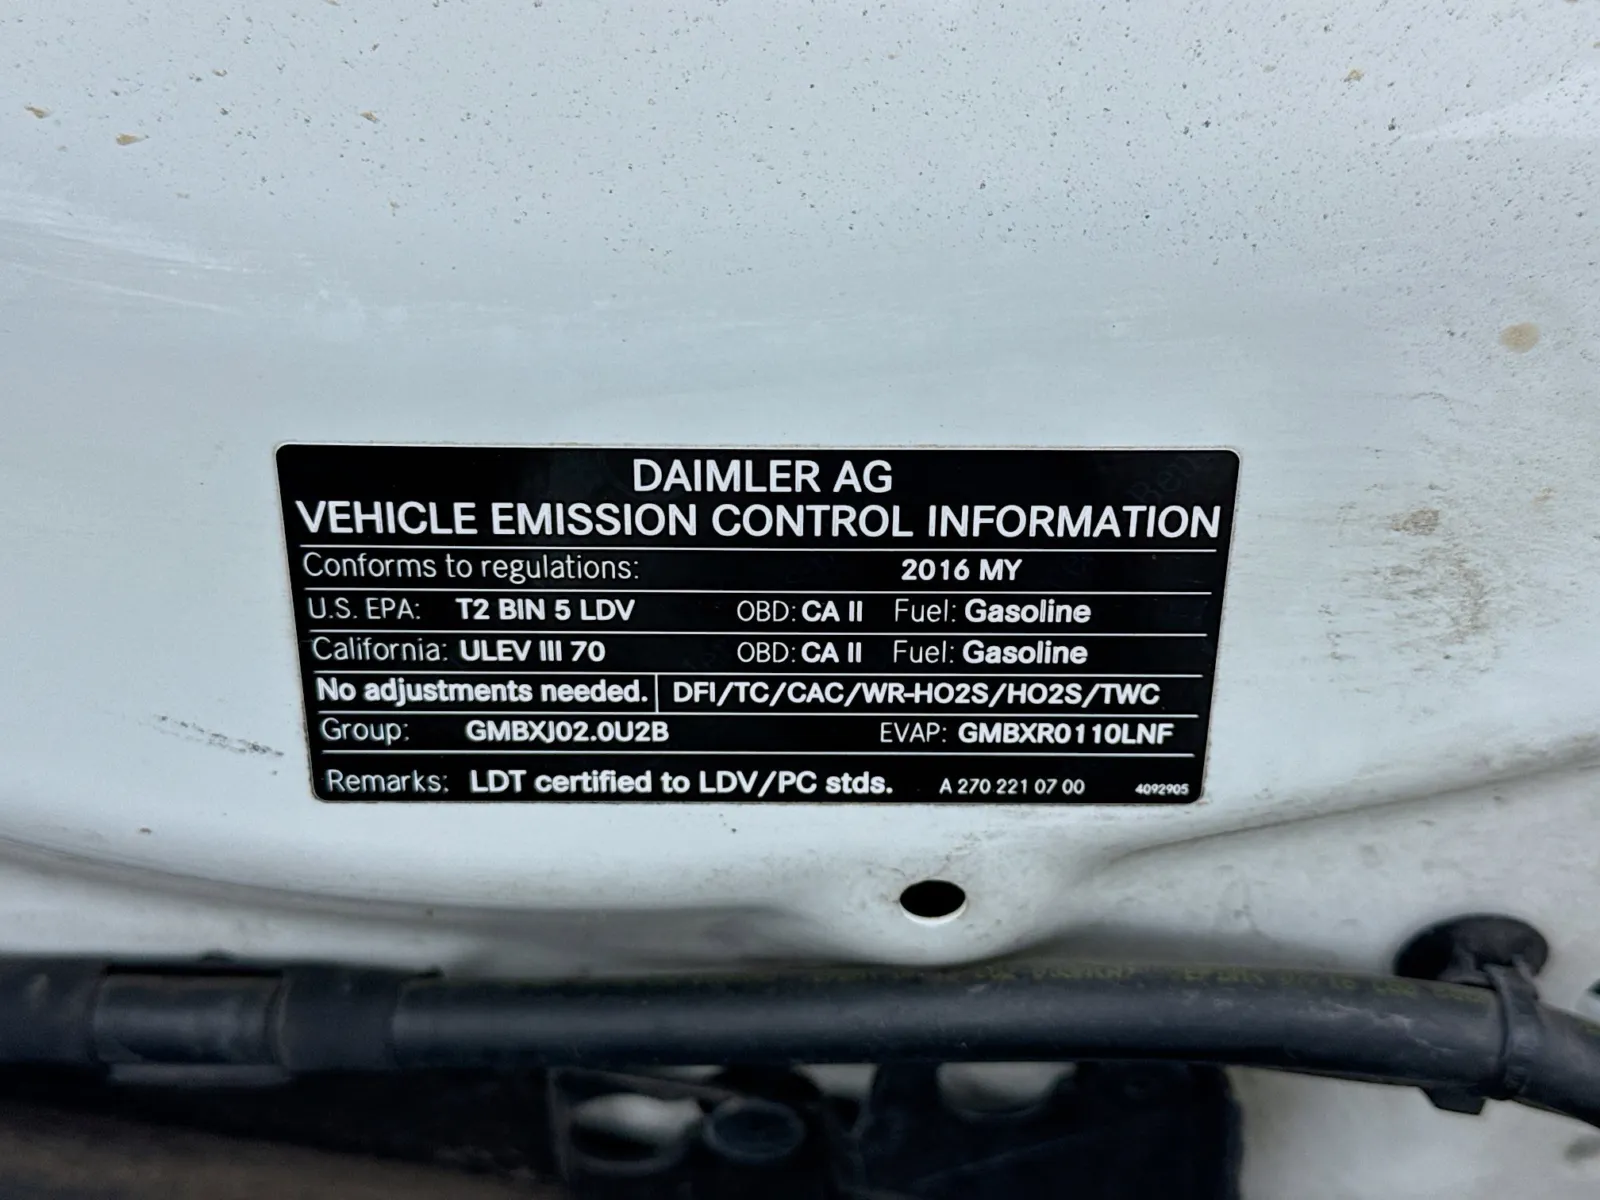 DAIMLER AG
VEHICLE EMISSION CONTROL INFORMATION
Conforms to regulations: 2016 MY
U.S. EPA: T2 BIN 5 LDV OBD: CA II Fuel: Gasoline
California: ULEV III 70 OBD: CA II Fuel: Gasoline
No adjustments needed. DFI/TC/CAC/WR-HO2S/HO2S/TWC
Group: GMBXJ02.0U2B EVAP: GMBXR0110LNF
Remarks: LDT certified to LDV/PC stds. A 270 221 07 00 4092905